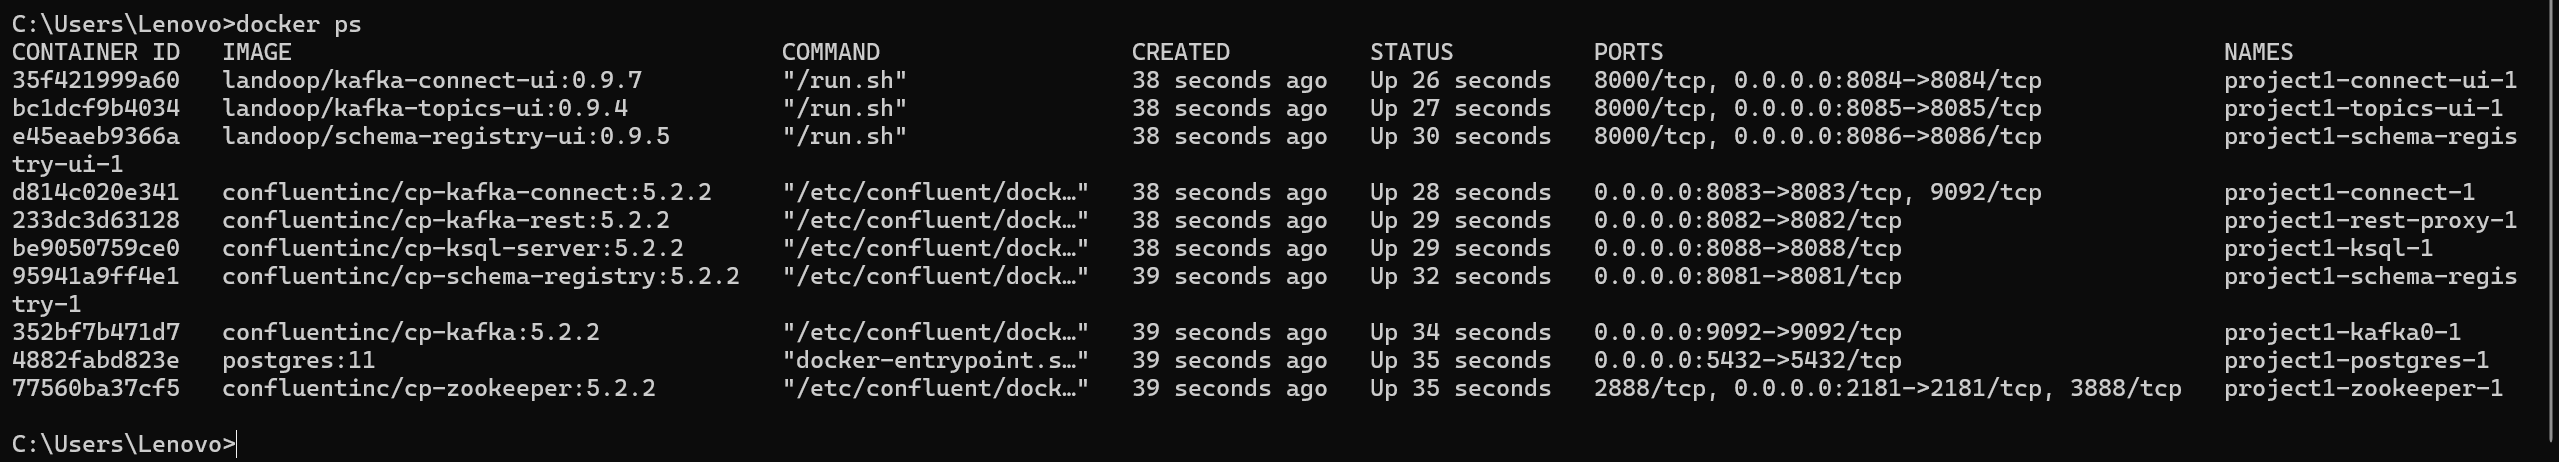 C:\Users\Lenovo>docker ps
CONTAINER ID   IMAGE                                   COMMAND                  CREATED          STATUS          PORTS                                        NAMES
35f421999a60   landoop/kafka-connect-ui:0.9.7          "/run.sh"                38 seconds ago   Up 26 seconds   8000/tcp, 0.0.0.0:8084->8084/tcp             project1-connect-ui-1
bc1dcf9b4034   landoop/kafka-topics-ui:0.9.4           "/run.sh"                38 seconds ago   Up 27 seconds   8000/tcp, 0.0.0.0:8085->8085/tcp             project1-topics-ui-1
e45eaeb9366a   landoop/schema-registry-ui:0.9.5        "/run.sh"                38 seconds ago   Up 30 seconds   8000/tcp, 0.0.0.0:8086->8086/tcp             project1-schema-regis
try-ui-1
d814c020e341   confluentinc/cp-kafka-connect:5.2.2     "/etc/confluent/dock…"   38 seconds ago   Up 28 seconds   0.0.0.0:8083->8083/tcp, 9092/tcp             project1-connect-1
233dc3d63128   confluentinc/cp-kafka-rest:5.2.2        "/etc/confluent/dock…"   38 seconds ago   Up 29 seconds   0.0.0.0:8082->8082/tcp                       project1-rest-proxy-1
be9050759ce0   confluentinc/cp-ksql-server:5.2.2       "/etc/confluent/dock…"   38 seconds ago   Up 29 seconds   0.0.0.0:8088->8088/tcp                       project1-ksql-1
95941a9ff4e1   confluentinc/cp-schema-registry:5.2.2   "/etc/confluent/dock…"   39 seconds ago   Up 32 seconds   0.0.0.0:8081->8081/tcp                       project1-schema-regis
try-1
352bf7b471d7   confluentinc/cp-kafka:5.2.2             "/etc/confluent/dock…"   39 seconds ago   Up 34 seconds   0.0.0.0:9092->9092/tcp                       project1-kafka0-1
4882fabd823e   postgres:11                             "docker-entrypoint.s…"   39 seconds ago   Up 35 seconds   0.0.0.0:5432->5432/tcp                       project1-postgres-1
77560ba37cf5   confluentinc/cp-zookeeper:5.2.2         "/etc/confluent/dock…"   39 seconds ago   Up 35 seconds   2888/tcp, 0.0.0.0:2181->2181/tcp, 3888/tcp   project1-zookeeper-1
C:\Users\Lenovo>